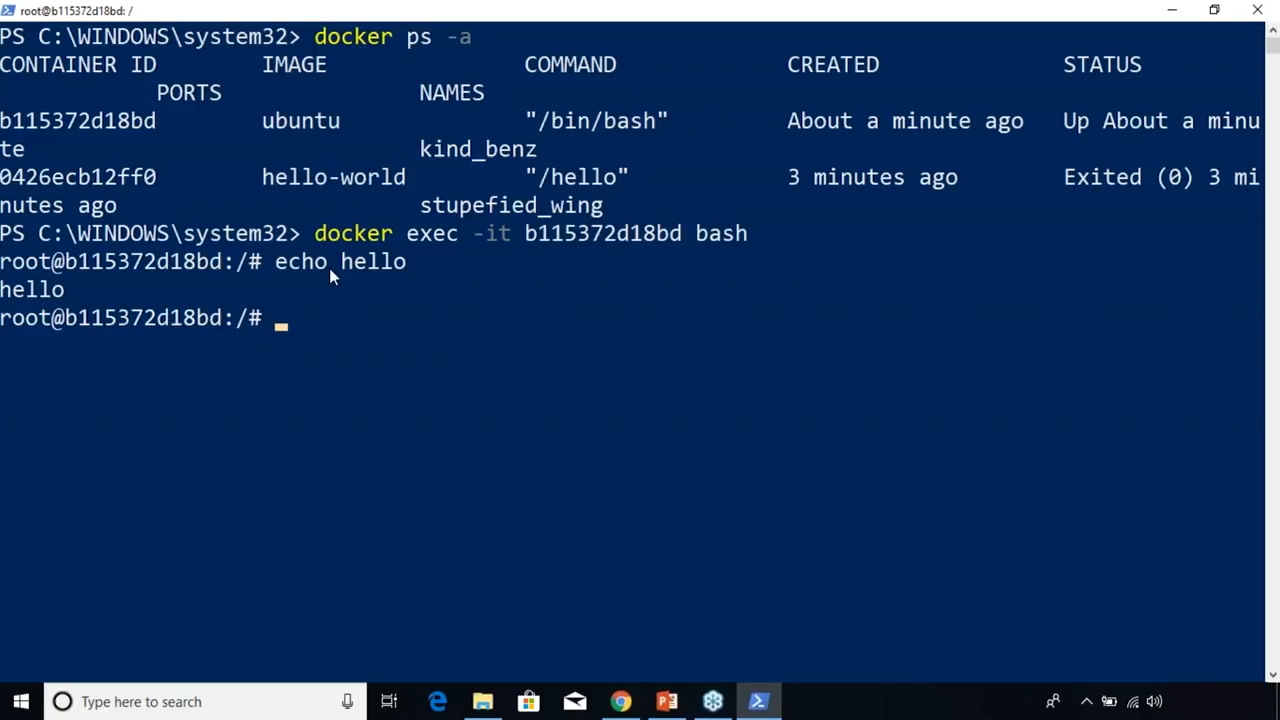 root@b115372d18bd: /
PS C:\WINDOWS\system32> docker ps -a
CONTAINER ID        IMAGE               COMMAND             CREATED              STATUS
            PORTS               NAMES
b115372d18bd        ubuntu              "/bin/bash"         About a minute ago   Up About a minu
te                              kind_benz
0426ecb12ff0        hello-world         "/hello"            3 minutes ago        Exited (0) 3 mi
nutes ago                       stupefied_wing
PS C:\WINDOWS\system32> docker exec -it b115372d18bd bash
root@b115372d18bd:/# echo hello
hello
root@b115372d18bd:/#
Type here to search